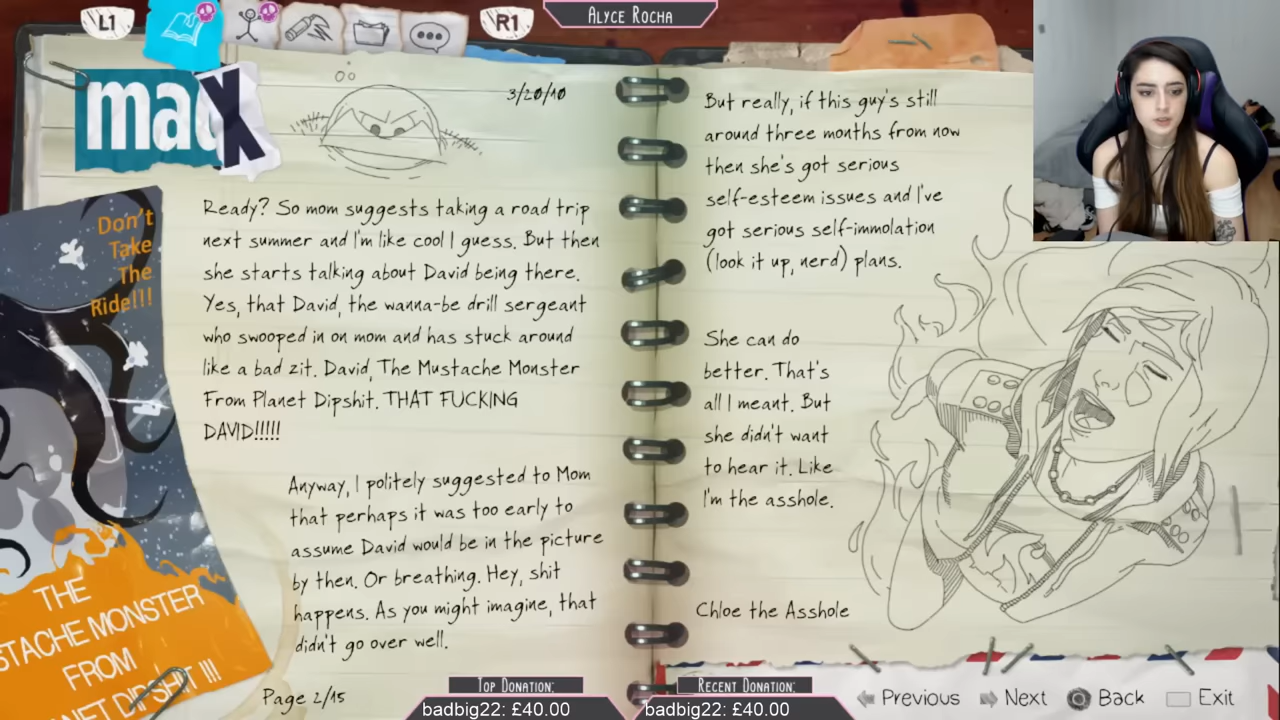 L1
R1
ALYCE ROCHA
maX
3/20/10
Don't
Take
The
Ride!!!
Ready? So mom suggests taking a road trip
next summer and I'm like cool I guess. But then
she starts talking about David being there.
Yes, that David, the wanna-be drill sergeant
who swooped in on mom and has stuck around
like a bad zit. David, The Mustache Monster
From Planet Dipshit. THAT FUCKING
DAVID!!!!!
Anyway, I politely suggested to Mom
that perhaps it was too early to
assume David would be in the picture
by then. Or breathing. Hey, shit
happens. As you might imagine, that
didn't go over well.
THE
STACHE MONSTER
FROM
ANET DIPSHIT !!!
Page 2/15
But really, if this guy's still
around three months from now
then she's got serious
self-esteem issues and I've
got serious self-immolation
(look it up, nerd) plans.
She can do
better. That's
all I meant. But
she didn't want
to hear it. Like
I'm the asshole.
Chloe the Asshole
Previous
Next
Back
Exit
TOP DONATION:
badbig22: £40.00
RECENT DONATION:
badbig22: £40.00